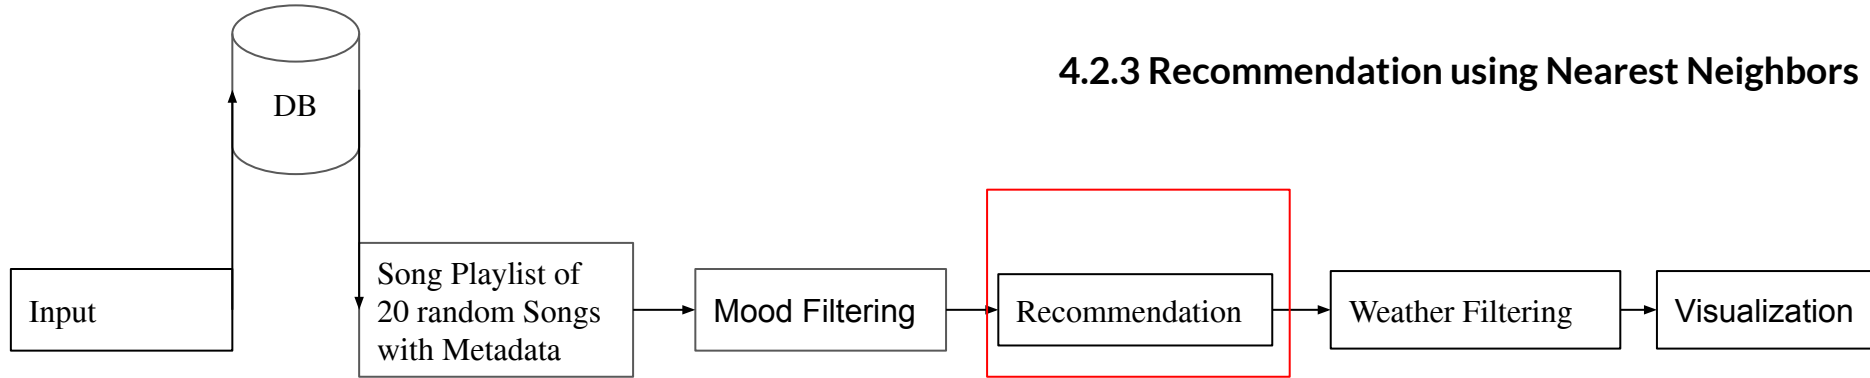 4.2.3 Recommendation using Nearest Neighbors
DB
Input
Song Playlist of
20 random Songs
with Metadata
Mood Filtering
Recommendation
Weather Filtering
Visualization